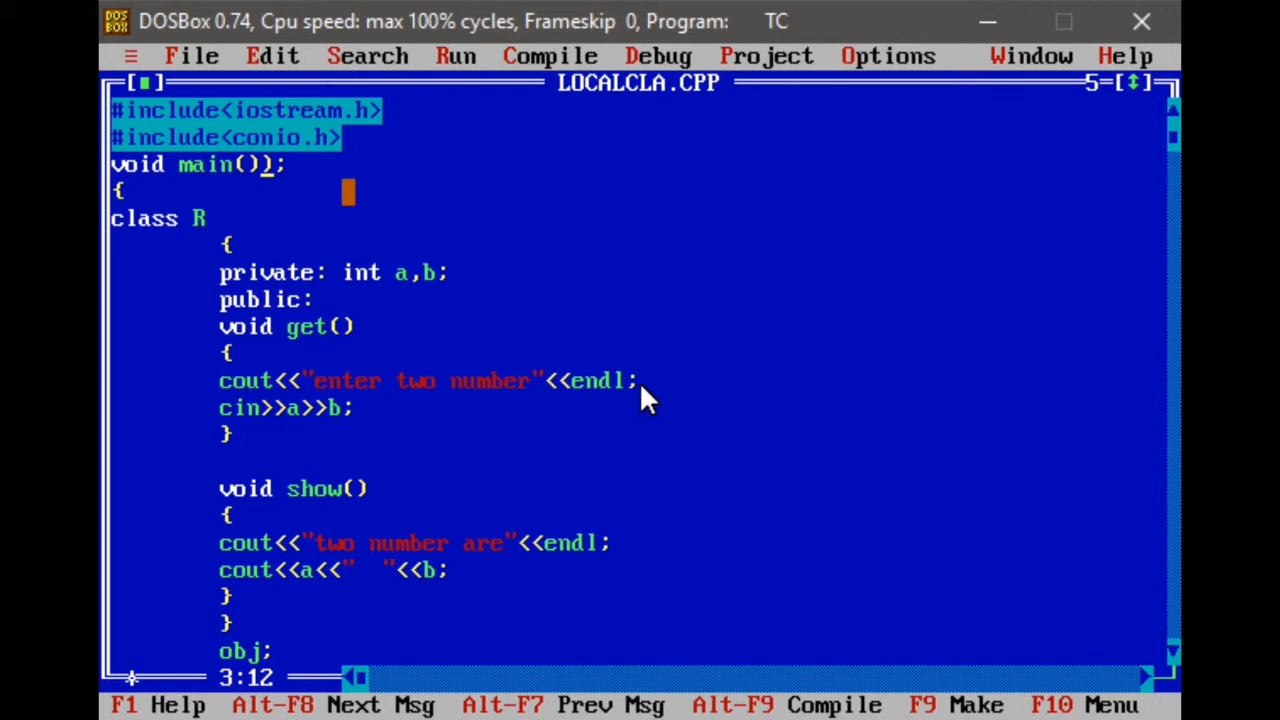 DOSBox 0.74, Cpu speed: max 100% cycles, Frameskip 0, Program: TC
≡ File Edit Search Run Compile Debug Project Options Window Help
[■] LOCALCLA.CPP 5=[↕]
#include<iostream.h>
#include<conio.h>
void main());
{
class R
{
private: int a,b;
public:
void get()
{
cout<<"enter two number"<<endl;
cin>>a>>b;
}
void show()
{
cout<<"two number are"<<endl;
cout<<a<<"  "<<b;
}
}
obj;
3:12
F1 Help Alt-F8 Next Msg Alt-F7 Prev Msg Alt-F9 Compile F9 Make F10 Menu